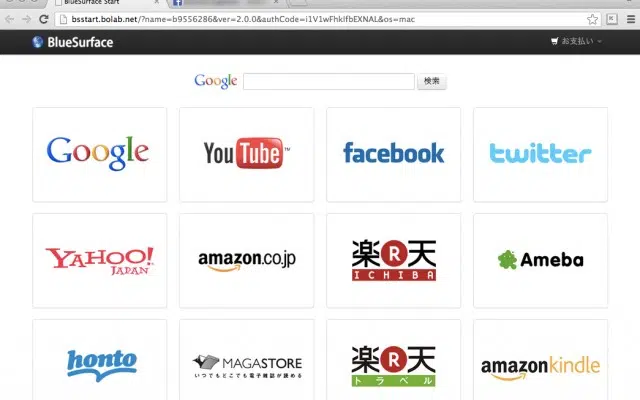 BlueSurface Start
bsstart.bolab.net/?name=b9556286&ver=2.0.0&authCode=i1V1wFhkIfbEXNAL&os=mac
BlueSurface
お支払い
Google
検索
Google
YouTube™
facebook
twitter
YAHOO!
JAPAN
amazon.co.jp
楽R天
ICHIBA
Ameba
honto
MAGASTORE
いつでもどこでも電子雑誌が読める
楽R天
トラベル
amazonkindle